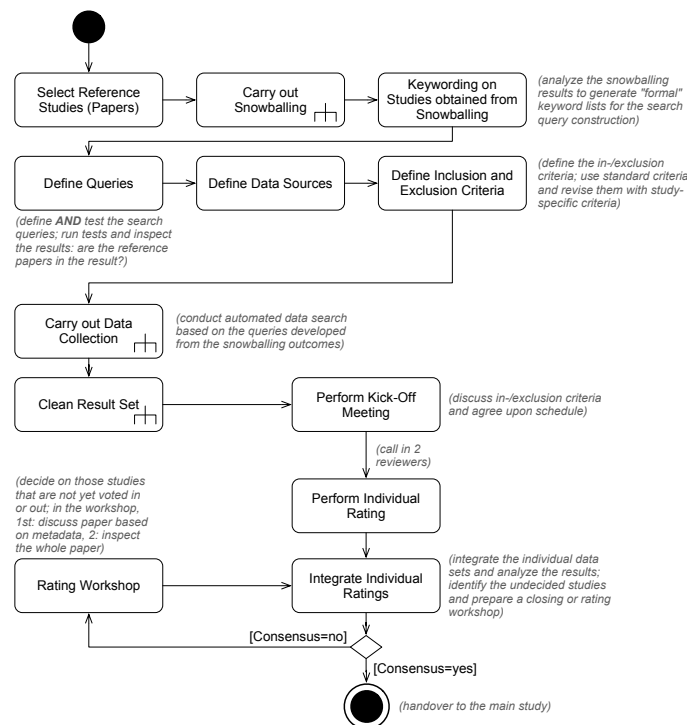 Select Reference
Studies (Papers)
Carry out
Snowballing
Keywording on
Studies obtained from
Snowballing
(analyze the snowballing
results to generate "formal"
keyword lists for the search
query construction)
Define Queries
Define Data Sources
Define Inclusion and
Exclusion Criteria
(define the in-/exclusion
criteria; use standard criteria
and revise them with study-
specific criteria)
(define AND test the search
queries; run tests and inspect
the results: are the reference
papers in the result?)
Carry out Data
Collection
(conduct automated data search
based on the queries developed
from the snowballing outcomes)
Clean Result Set
Perform Kick-Off
Meeting
(discuss in-/exclusion criteria
and agree upon schedule)
(call in 2
reviewers)
Perform Individual
Rating
(decide on those studies
that are not yet voted in
or out; in the workshop,
1st: discuss paper based
on metadata, 2: inspect
the whole paper)
Rating Workshop
Integrate Individual
Ratings
(integrate the individual data
sets and analyze the results;
identify the undecided studies
and prepare a closing or rating
workshop)
[Consensus=no]
[Consensus=yes]
(handover to the main study)